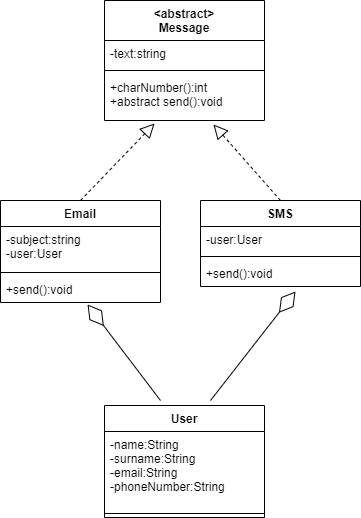 <abstract>
Message
-text:string
+charNumber():int
+abstract send():void
Email
-subject:string
-user:User
+send():void
SMS
-user:User
+send():void
User
-name:String
-surname:String
-email:String
-phoneNumber:String